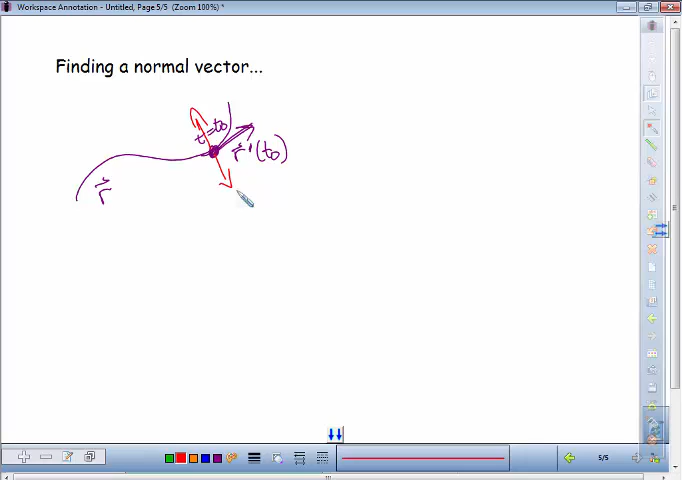 Workspace Annotation - Untitled, Page 5/5 (Zoom 100%) *
Finding a normal vector...
t=t₀
r⃗'(t₀)
r⃗
5/5